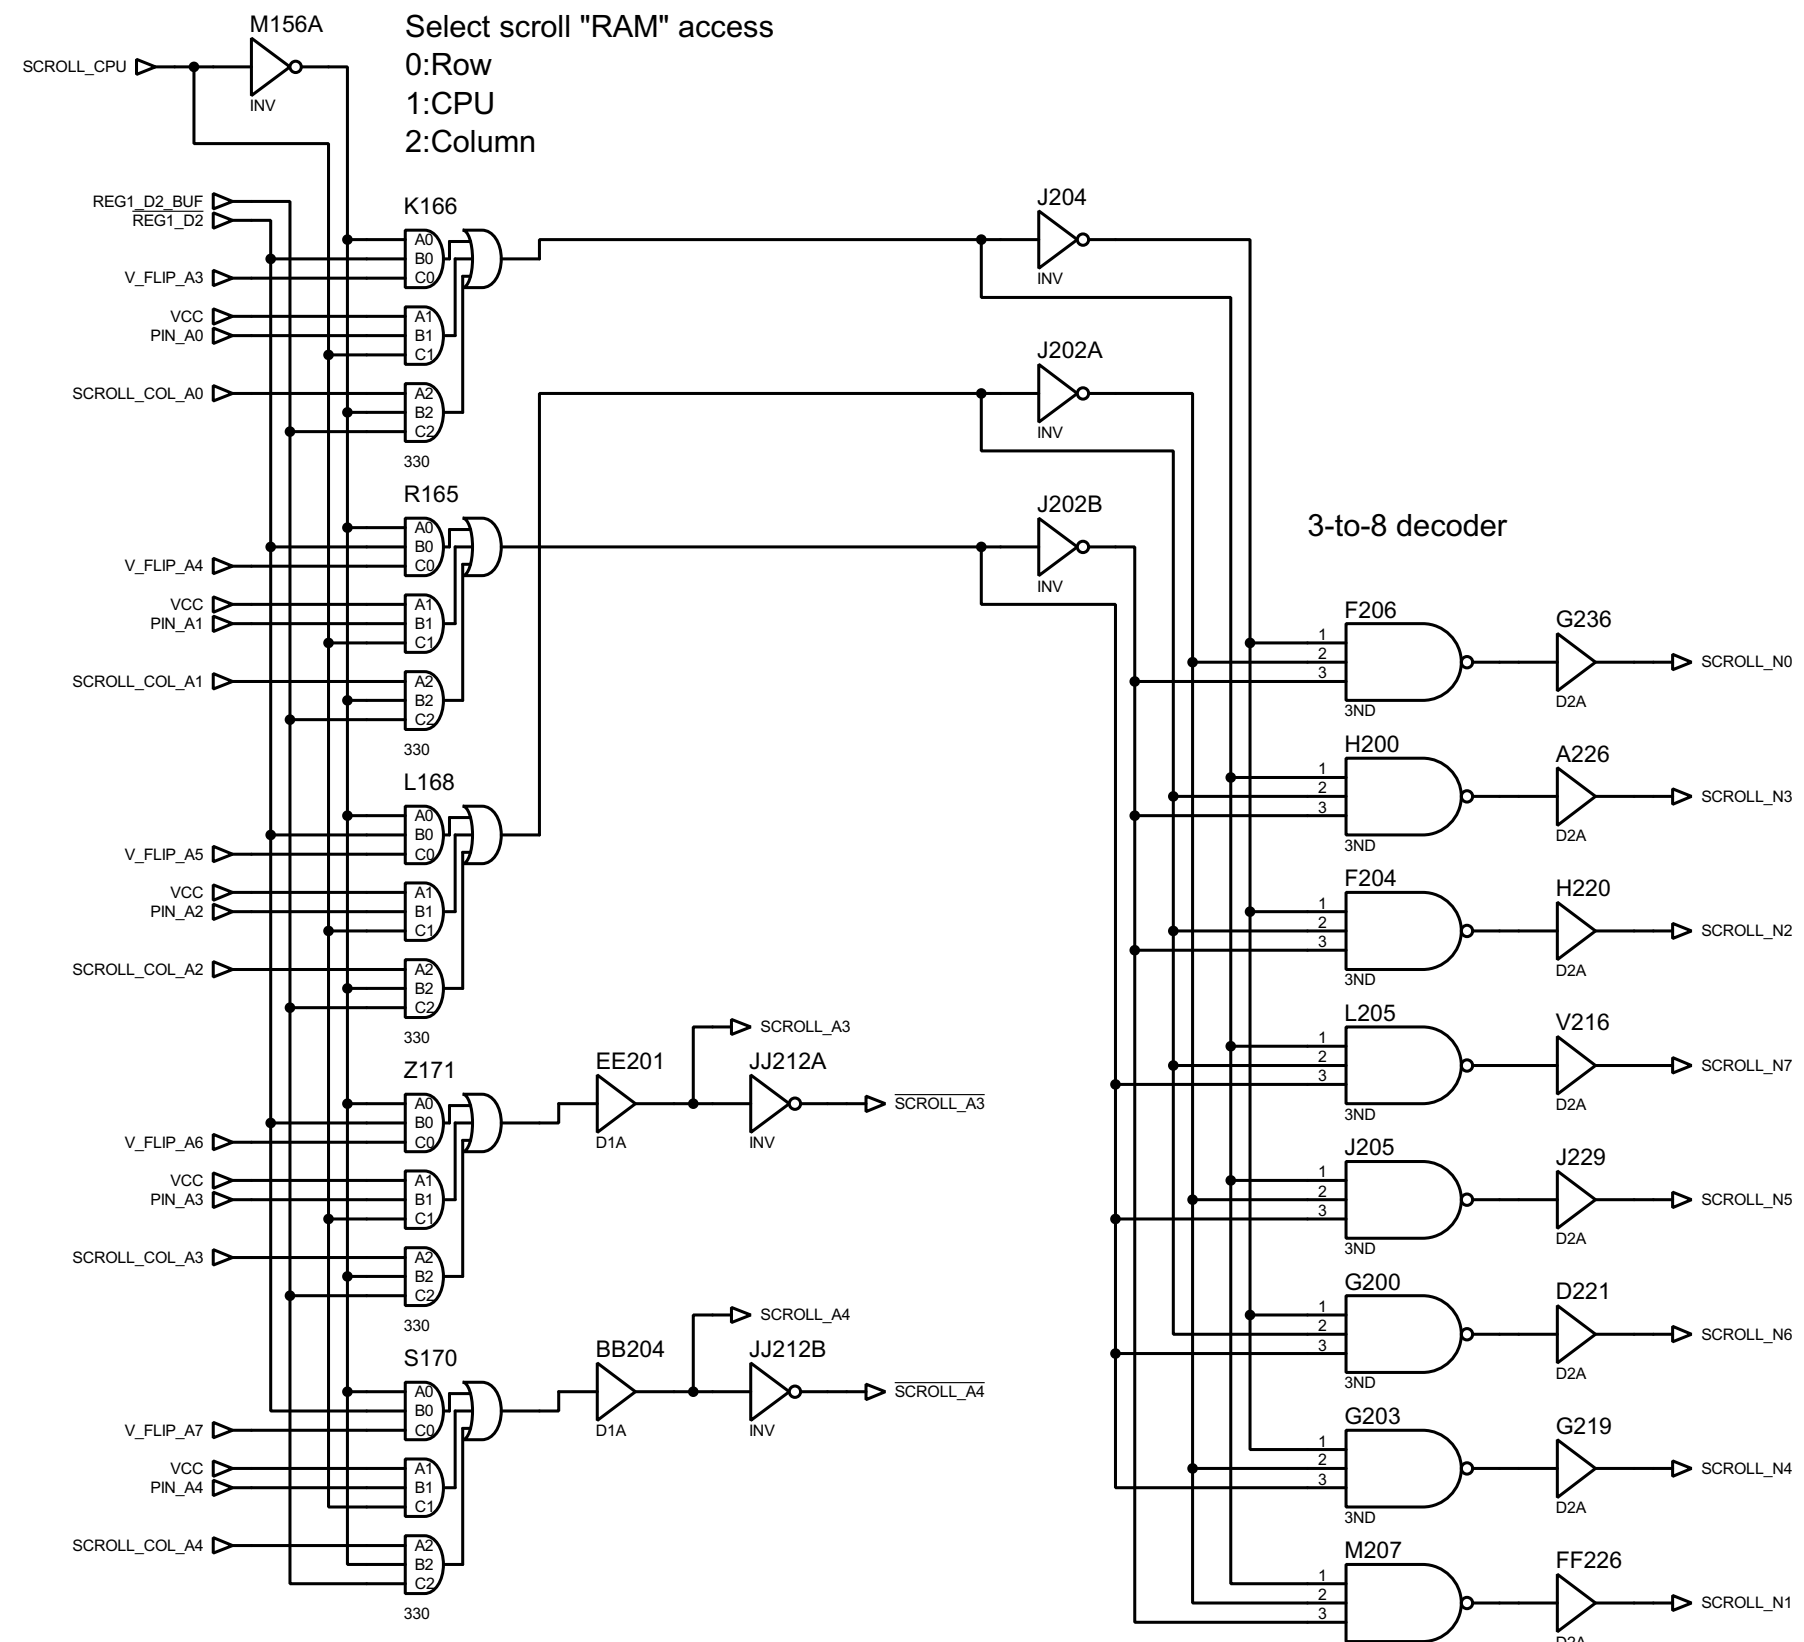 M156A
SCROLL_CPU
INV
Select scroll "RAM" access
0:Row
1:CPU
2:Column
REG1_D2_BUF
REG1_D2
V_FLIP_A3
VCC
PIN_A0
SCROLL_COL_A0
K166
A0
B0
C0
A1
B1
C1
A2
B2
C2
330
V_FLIP_A4
VCC
PIN_A1
SCROLL_COL_A1
R165
A0
B0
C0
A1
B1
C1
A2
B2
C2
330
V_FLIP_A5
VCC
PIN_A2
SCROLL_COL_A2
L168
A0
B0
C0
A1
B1
C1
A2
B2
C2
330
V_FLIP_A6
VCC
PIN_A3
SCROLL_COL_A3
Z171
A0
B0
C0
A1
B1
C1
A2
B2
C2
330
EE201
D1A
SCROLL_A3
JJ212A
INV
SCROLL_A3
V_FLIP_A7
VCC
PIN_A4
SCROLL_COL_A4
S170
A0
B0
C0
A1
B1
C1
A2
B2
C2
330
BB204
D1A
SCROLL_A4
JJ212B
INV
SCROLL_A4
J204
INV
J202A
INV
J202B
INV
3-to-8 decoder
F206
1
2
3
3ND
G236
D2A
SCROLL_N0
H200
1
2
3
3ND
A226
D2A
SCROLL_N3
F204
1
2
3
3ND
H220
D2A
SCROLL_N2
L205
1
2
3
3ND
V216
D2A
SCROLL_N7
J205
1
2
3
3ND
J229
D2A
SCROLL_N5
G200
1
2
3
3ND
D221
D2A
SCROLL_N6
G203
1
2
3
3ND
G219
D2A
SCROLL_N4
M207
1
2
3
FF226
D2A
SCROLL_N1